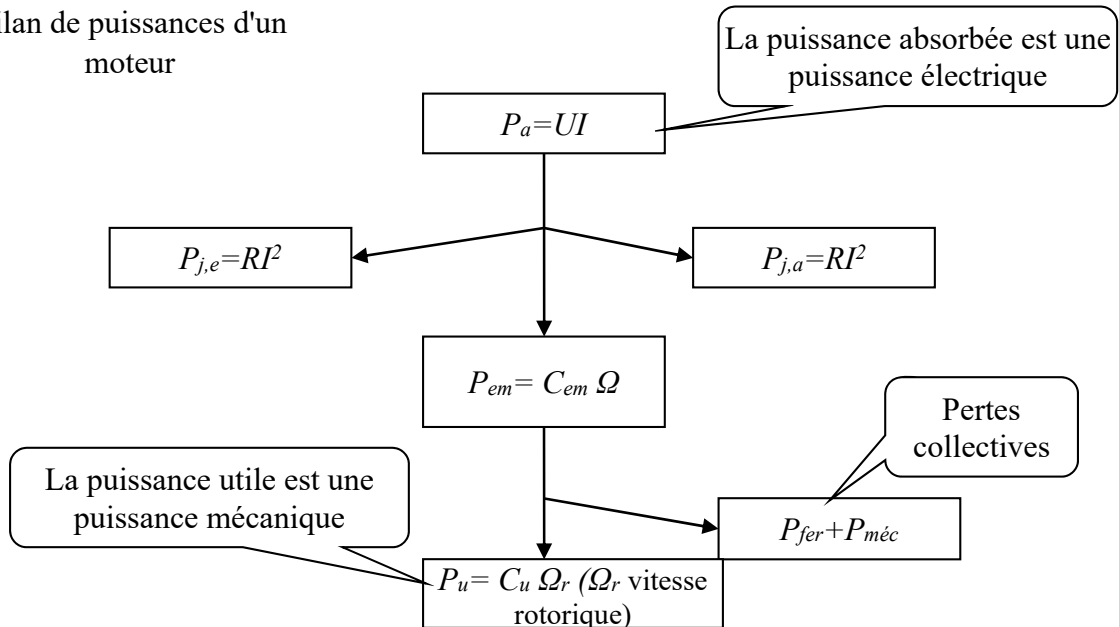 ilan de puissances d'un
moteur
La puissance absorbée est une
puissance électrique
Pa=UI
Pj,e=RI²
Pj,a=RI²
Pem= Cem Ω
Pertes
collectives
La puissance utile est une
puissance mécanique
Pfer+Pméc
Pu= Cu Ωr (Ωr vitesse
rotorique)